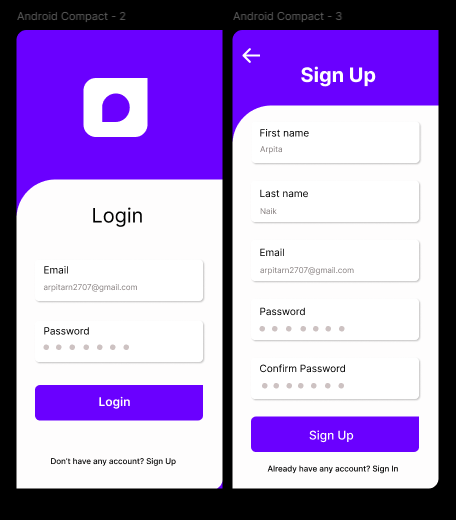 Android Compact - 2
Login
Email
arpitarn2707@gmail.com
Password
Login
Don't have any account? Sign Up
Android Compact - 3
Sign Up
First name
Arpita
Last name
Naik
Email
arpitarn2707@gmail.com
Password
Confirm Password
Sign Up
Already have any account? Sign In